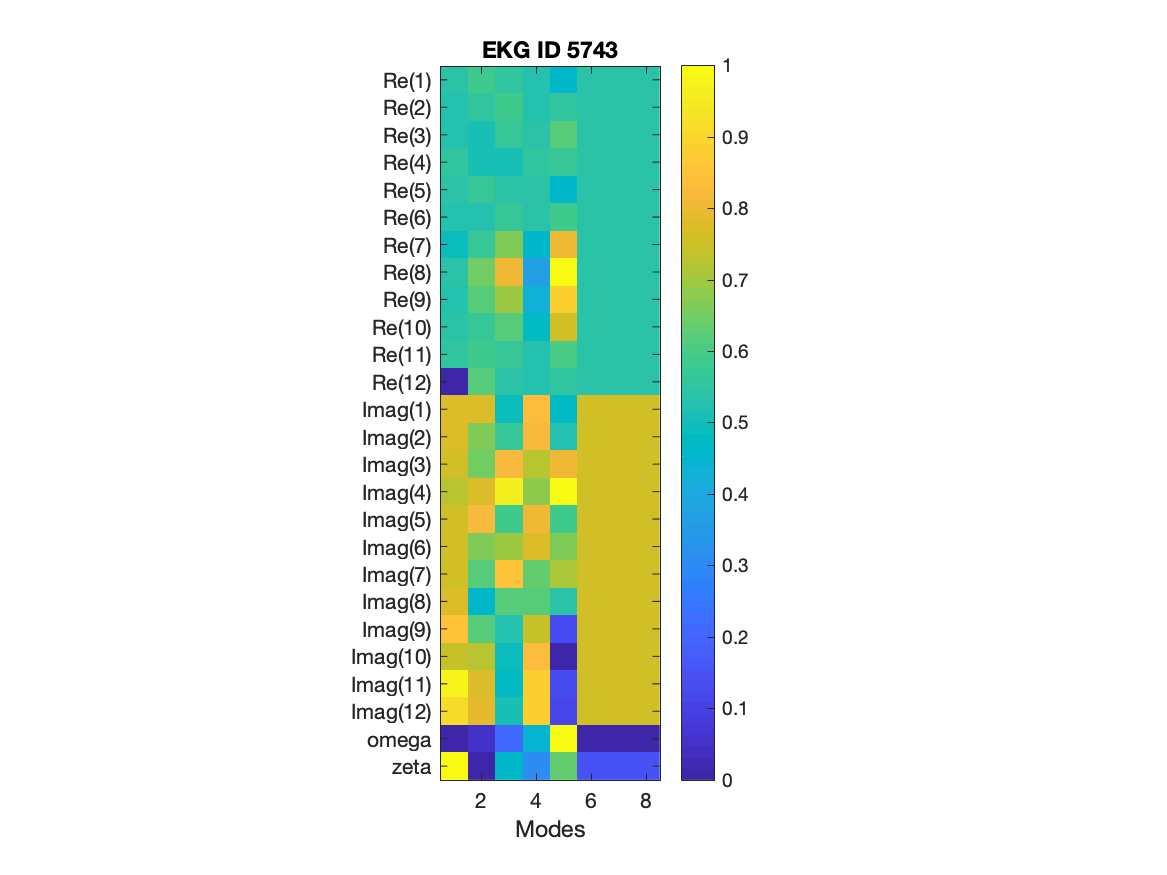 EKG ID 5743
Re(1)
Re(2)
Re(3)
Re(4)
Re(5)
Re(6)
Re(7)
Re(8)
Re(9)
Re(10)
Re(11)
Re(12)
Imag(1)
Imag(2)
Imag(3)
Imag(4)
Imag(5)
Imag(6)
Imag(7)
Imag(8)
Imag(9)
Imag(10)
Imag(11)
Imag(12)
omega
zeta
2 4 6 8
Modes
1
0.9
0.8
0.7
0.6
0.5
0.4
0.3
0.2
0.1
0